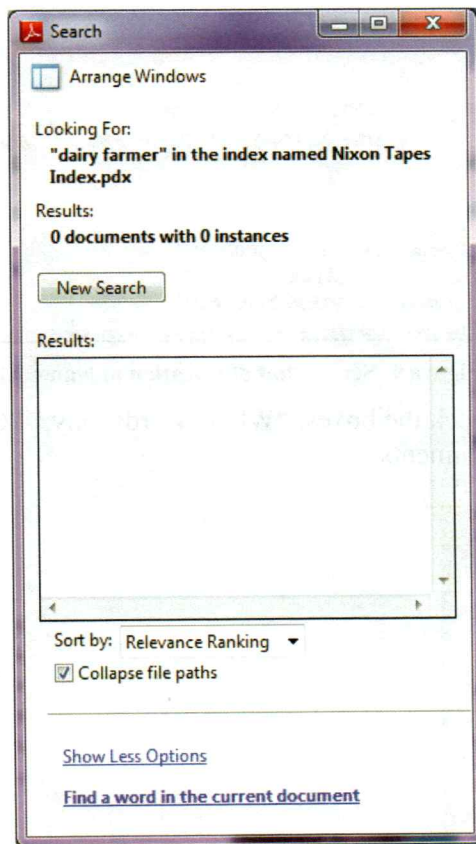 Search
Arrange Windows
Looking For:
"dairy farmer" in the index named Nixon Tapes
Index.pdx
Results:
0 documents with 0 instances
New Search
Results:
Sort by: Relevance Ranking
Collapse file paths
Show Less Options
Find a word in the current document